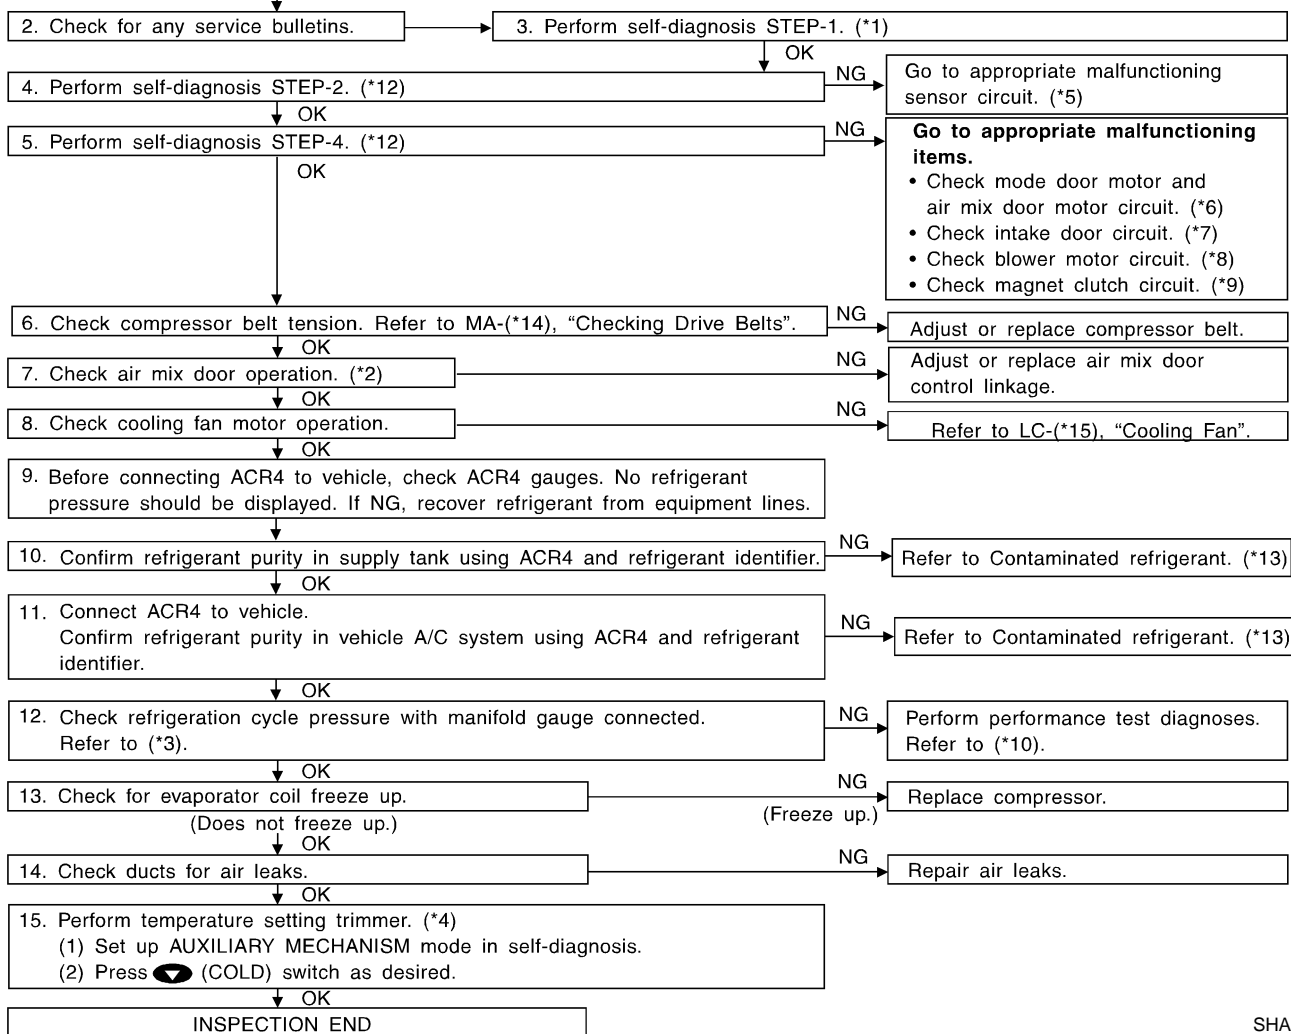 2. Check for any service bulletins.
3. Perform self-diagnosis STEP-1. (*1)
OK
4. Perform self-diagnosis STEP-2. (*12)
NG
Go to appropriate malfunctioning
sensor circuit. (*5)
OK
5. Perform self-diagnosis STEP-4. (*12)
NG
Go to appropriate malfunctioning
items.
• Check mode door motor and
air mix door motor circuit. (*6)
• Check intake door circuit. (*7)
• Check blower motor circuit. (*8)
• Check magnet clutch circuit. (*9)
OK
6. Check compressor belt tension. Refer to MA-(*14), “Checking Drive Belts”.
NG
Adjust or replace compressor belt.
OK
7. Check air mix door operation. (*2)
NG
Adjust or replace air mix door
control linkage.
OK
8. Check cooling fan motor operation.
NG
Refer to LC-(*15), “Cooling Fan”.
OK
9. Before connecting ACR4 to vehicle, check ACR4 gauges. No refrigerant
pressure should be displayed. If NG, recover refrigerant from equipment lines.
10. Confirm refrigerant purity in supply tank using ACR4 and refrigerant identifier.
NG
Refer to Contaminated refrigerant. (*13)
OK
11. Connect ACR4 to vehicle.
Confirm refrigerant purity in vehicle A/C system using ACR4 and refrigerant
identifier.
NG
Refer to Contaminated refrigerant. (*13)
OK
12. Check refrigeration cycle pressure with manifold gauge connected.
Refer to (*3).
NG
Perform performance test diagnoses.
Refer to (*10).
OK
13. Check for evaporator coil freeze up.
(Does not freeze up.)
NG
(Freeze up.)
Replace compressor.
OK
14. Check ducts for air leaks.
NG
Repair air leaks.
OK
15. Perform temperature setting trimmer. (*4)
(1) Set up AUXILIARY MECHANISM mode in self-diagnosis.
(2) Press (COLD) switch as desired.
OK
INSPECTION END
SHA